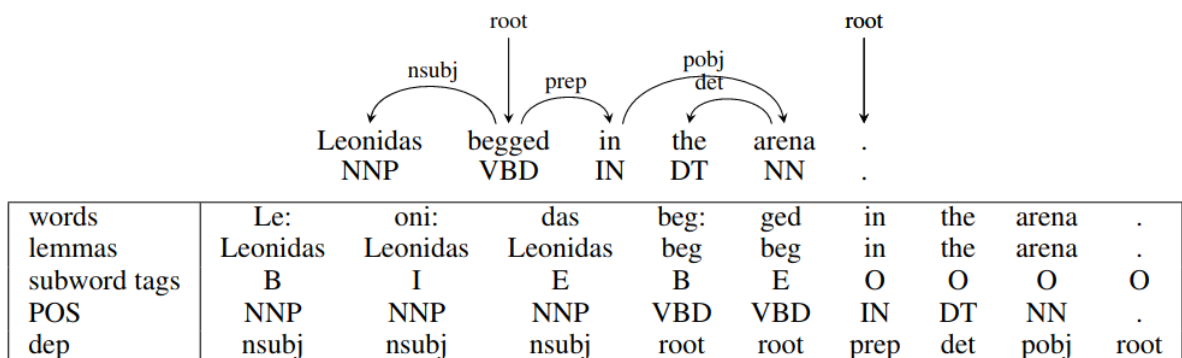 root root
nsubj prep pobj
det
Leonidas begged in the arena .
NNP VBD IN DT NN .
words Le: oni: das beg: ged in the arena .
lemmas Leonidas Leonidas Leonidas beg beg in the arena .
subword tags B I E B E O O O O
POS NNP NNP NNP VBD VBD IN DT NN .
dep nsubj nsubj nsubj root root prep det pobj root